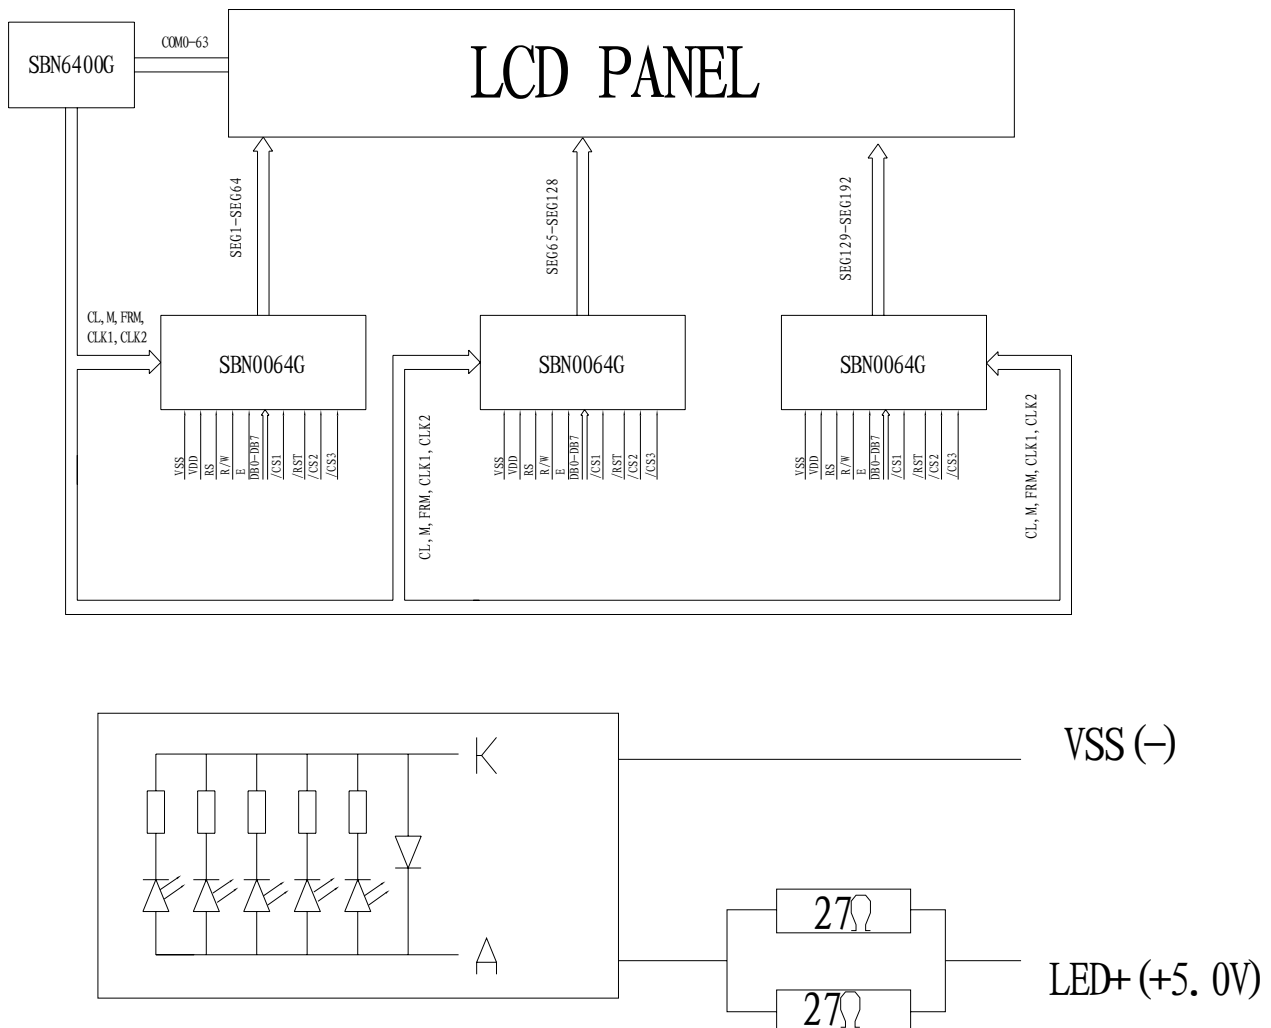 SBN6400G
COM0-63
LCD PANEL
SEG1-SEG64
SEG65-SEG128
SEG129-SEG192
CL, M, FRM,
CLK1, CLK2
SBN0064G
SBN0064G
SBN0064G
VSS
VDD
RS
R/W
E
DB0-DB7
/CS1
/RST
/CS2
/CS3
CL, M, FRM, CLK1, CLK2
VSS
VDD
RS
R/W
E
DB0-DB7
/CS1
/RST
/CS2
/CS3
VSS
VDD
RS
R/W
E
DB0-DB7
/CS1
/RST
/CS2
/CS3
CL, M, FRM, CLK1, CLK2
K
VSS (-)
A
27Ω
27Ω
LED+ (+5. 0V)